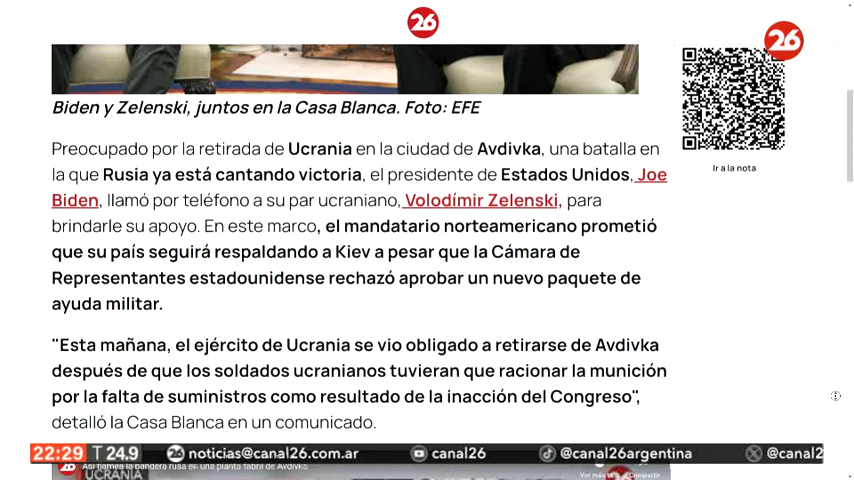 26
26
Biden y Zelenski, juntos en la Casa Blanca. Foto: EFE
Ir a la nota
Preocupado por la retirada de Ucrania en la ciudad de Avdivka, una batalla en
la que Rusia ya está cantando victoria, el presidente de Estados Unidos, Joe
Biden, llamó por teléfono a su par ucraniano, Volodímir Zelenski, para
brindarle su apoyo. En este marco, el mandatario norteamericano prometió
que su país seguirá respaldando a Kiev a pesar que la Cámara de
Representantes estadounidense rechazó aprobar un nuevo paquete de
ayuda militar.
"Esta mañana, el ejército de Ucrania se vio obligado a retirarse de Avdivka
después de que los soldados ucranianos tuvieran que racionar la munición
por la falta de suministros como resultado de la inacción del Congreso",
detalló la Casa Blanca en un comunicado.
22:29 T 24.9 26 noticias@canal26.com.ar canal26 @canal26argentina @canal2
26 Así flamea la bandera rusa en una planta fabril de Avdivka
UCRANIA
Compartir